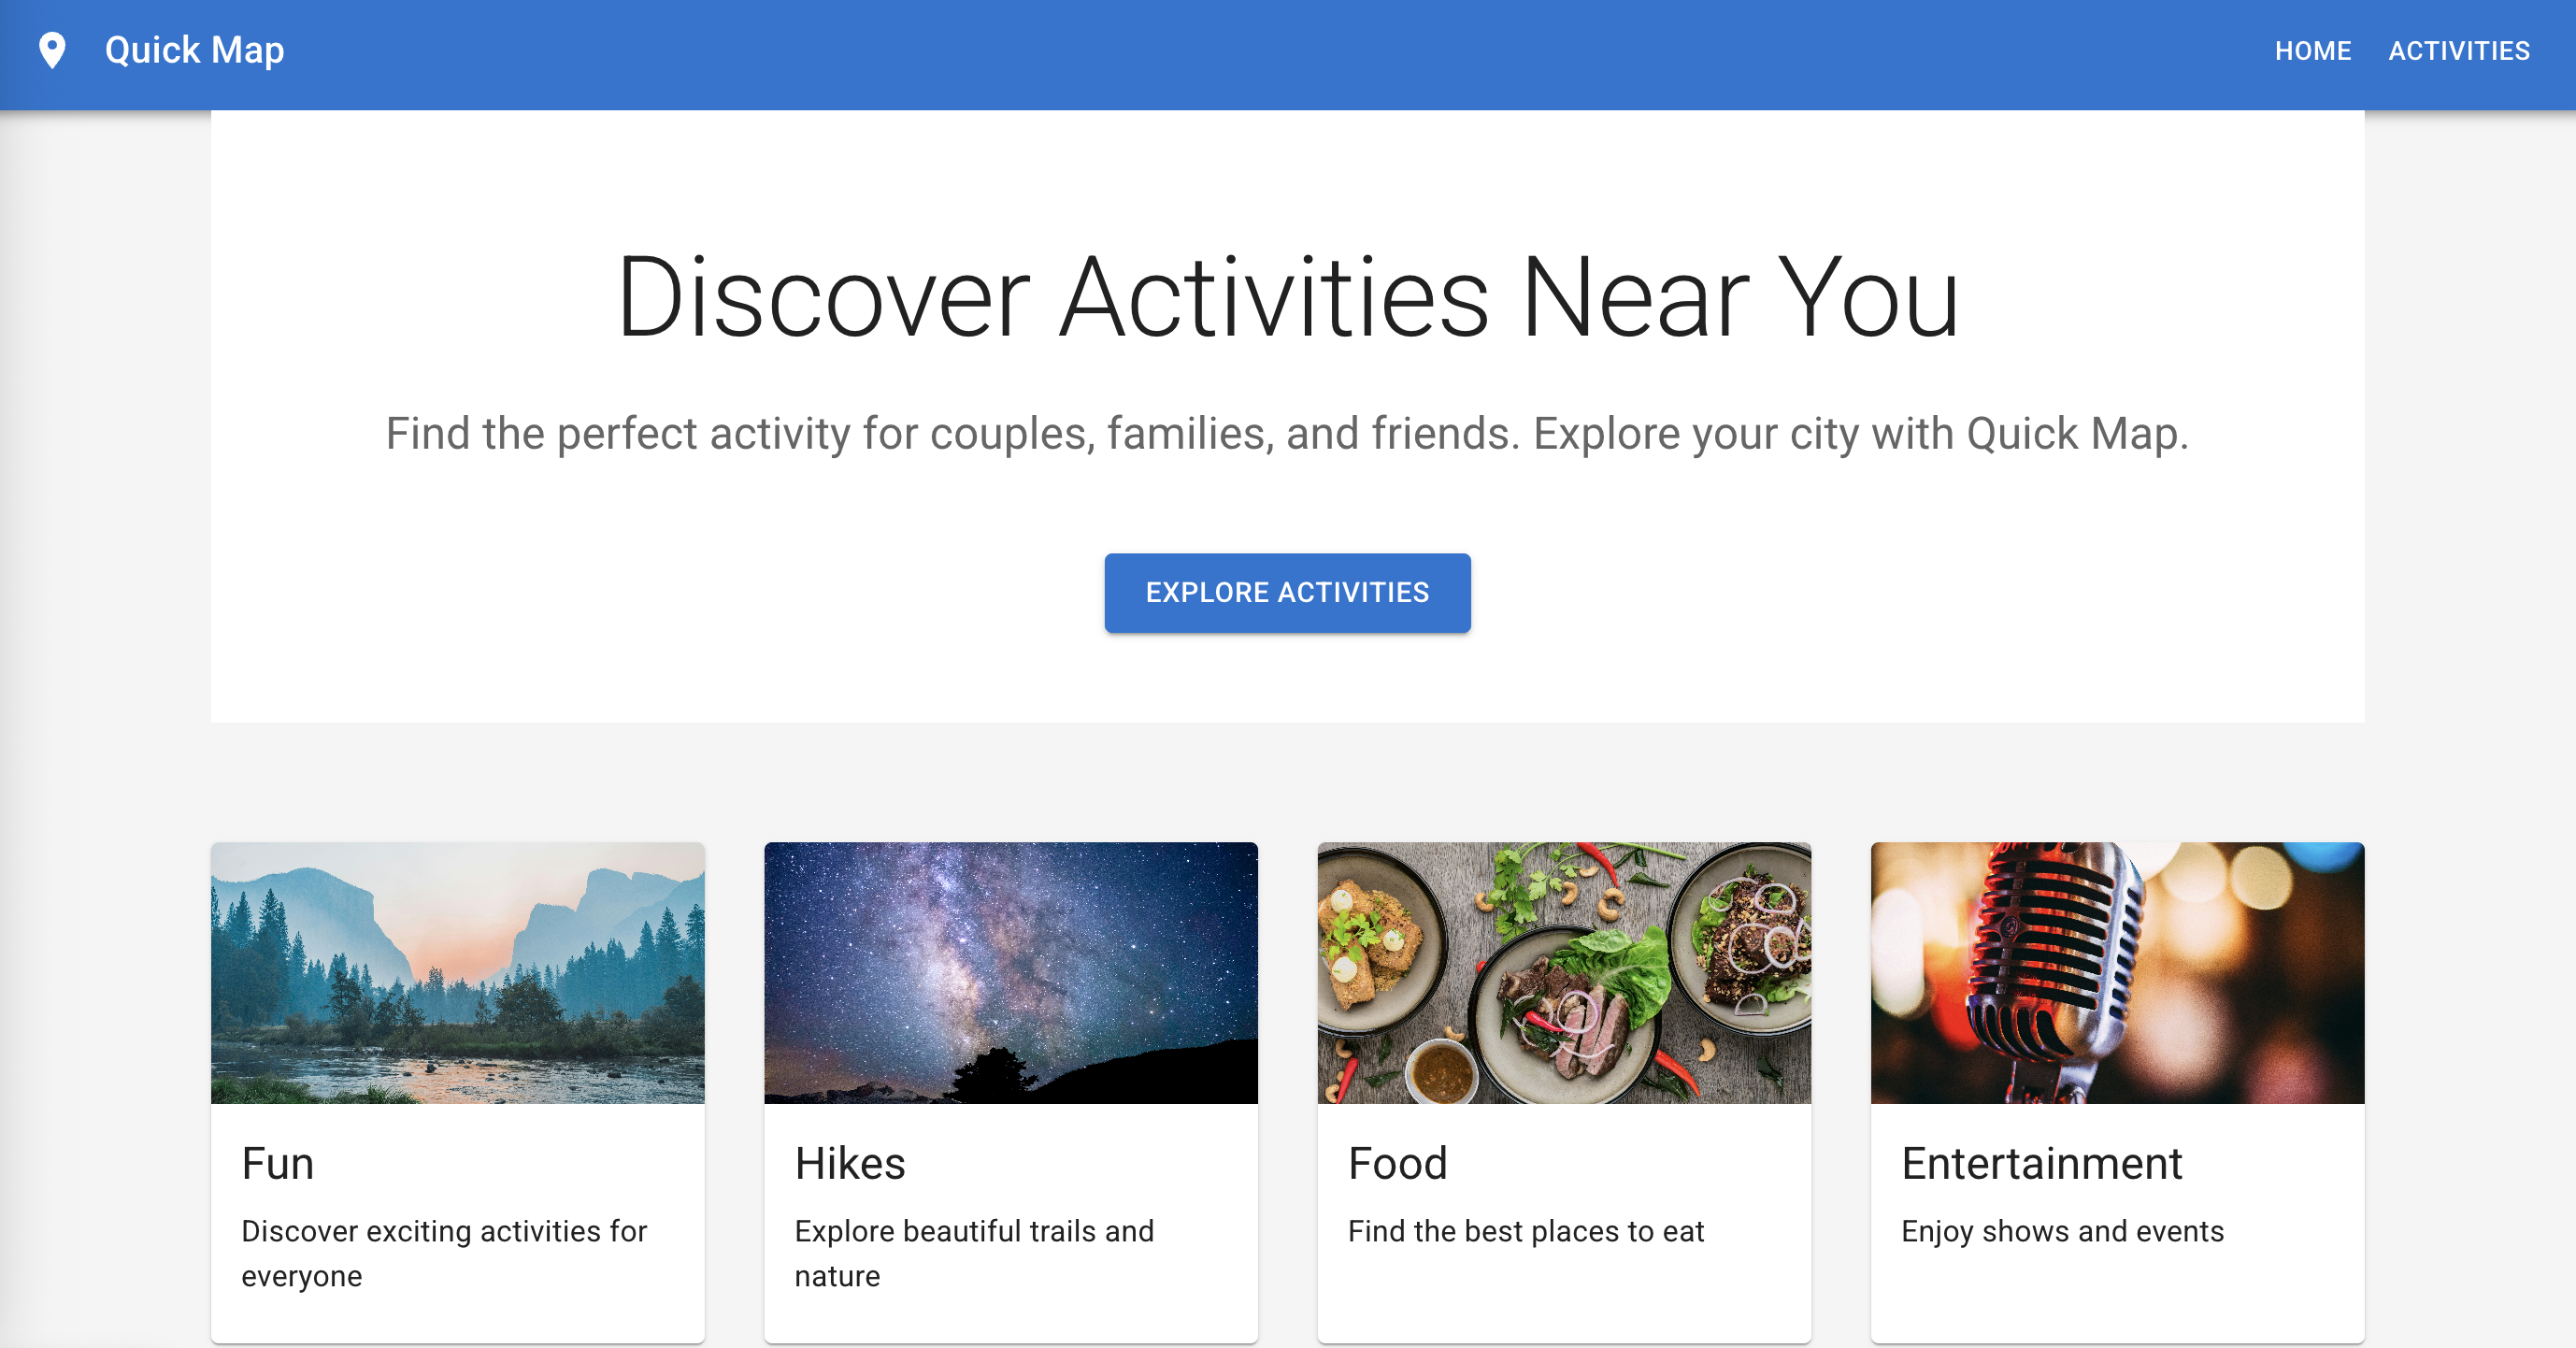 Quick Map
HOME ACTIVITIES
Discover Activities Near You
Find the perfect activity for couples, families, and friends. Explore your city with Quick Map.
EXPLORE ACTIVITIES
Fun
Discover exciting activities for
everyone
Hikes
Explore beautiful trails and
nature
Food
Find the best places to eat
Entertainment
Enjoy shows and events